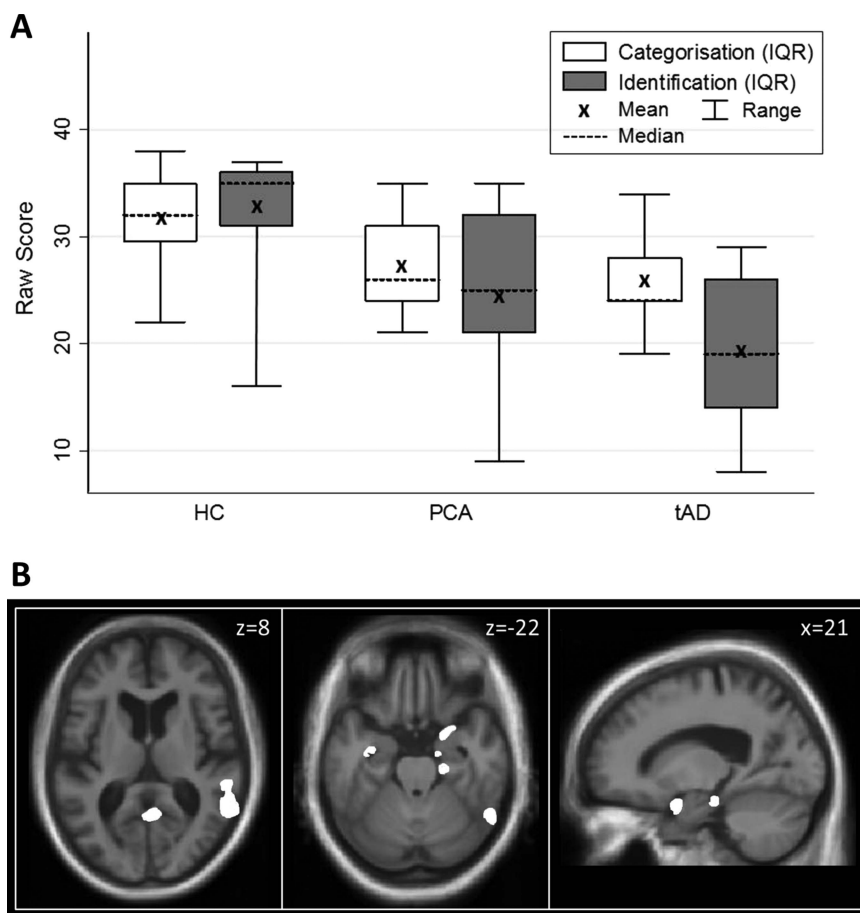 A
Categorisation (IQR)
Identification (IQR)
x Mean Range
Median
Raw Score
40
30
20
10
HC PCA tAD
B
z=8 z=-22 x=21